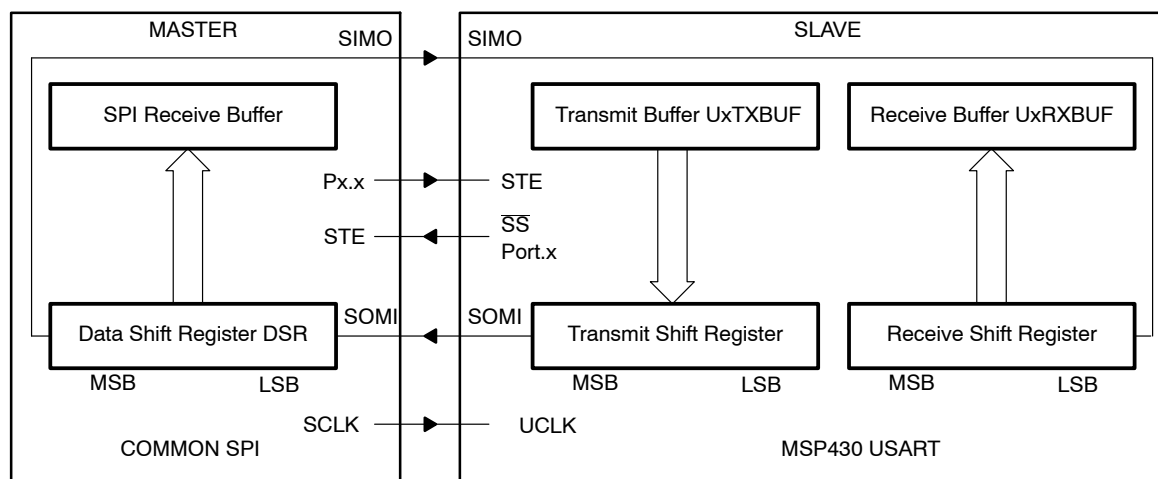 MASTER
SLAVE
SIMO
SIMO
SPI Receive Buffer
Transmit Buffer UxTXBUF
Receive Buffer UxRXBUF
Px.x
STE
STE
SS
Port.x
SOMI
SOMI
Data Shift Register DSR
Transmit Shift Register
Receive Shift Register
MSB
LSB
MSB
LSB
MSB
LSB
SCLK
UCLK
COMMON SPI
MSP430 USART